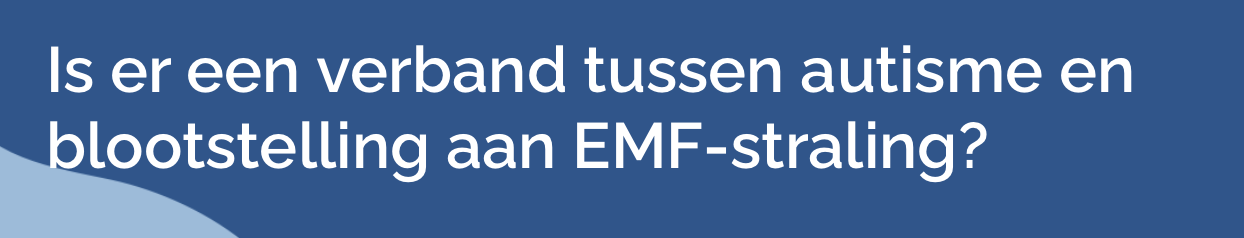 Is er een verband tussen autisme en
blootstelling aan EMF-straling?